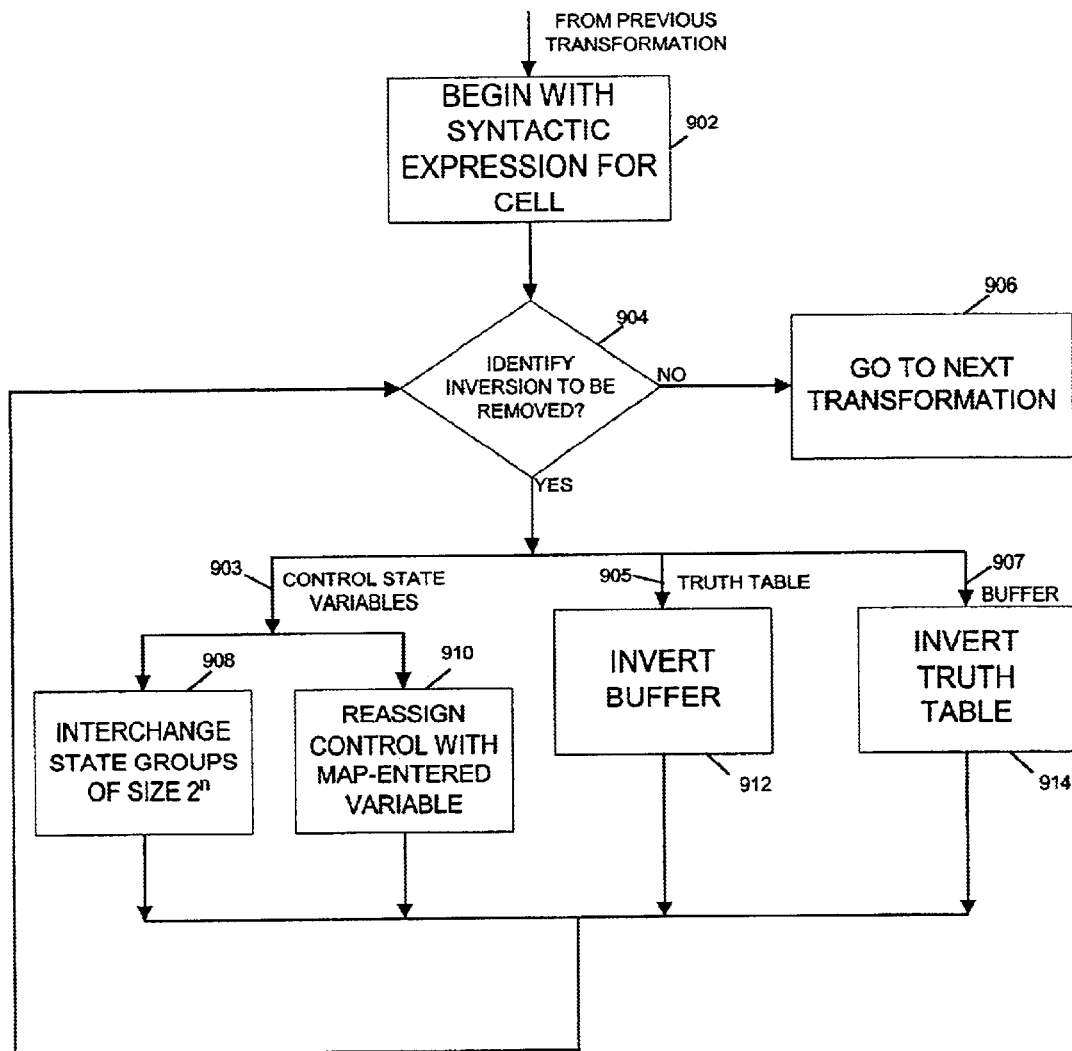 FROM PREVIOUS
TRANSFORMATION
BEGIN WITH
SYNTACTIC
EXPRESSION FOR
CELL
902
904
IDENTIFY
INVERSION TO BE
REMOVED?
NO
906
GO TO NEXT
TRANSFORMATION
YES
903
CONTROL STATE
VARIABLES
905
TRUTH TABLE
907
BUFFER
908
INTERCHANGE
STATE GROUPS
OF SIZE 2ⁿ
910
REASSIGN
CONTROL WITH
MAP-ENTERED
VARIABLE
INVERT
BUFFER
912
INVERT
TRUTH
TABLE
914